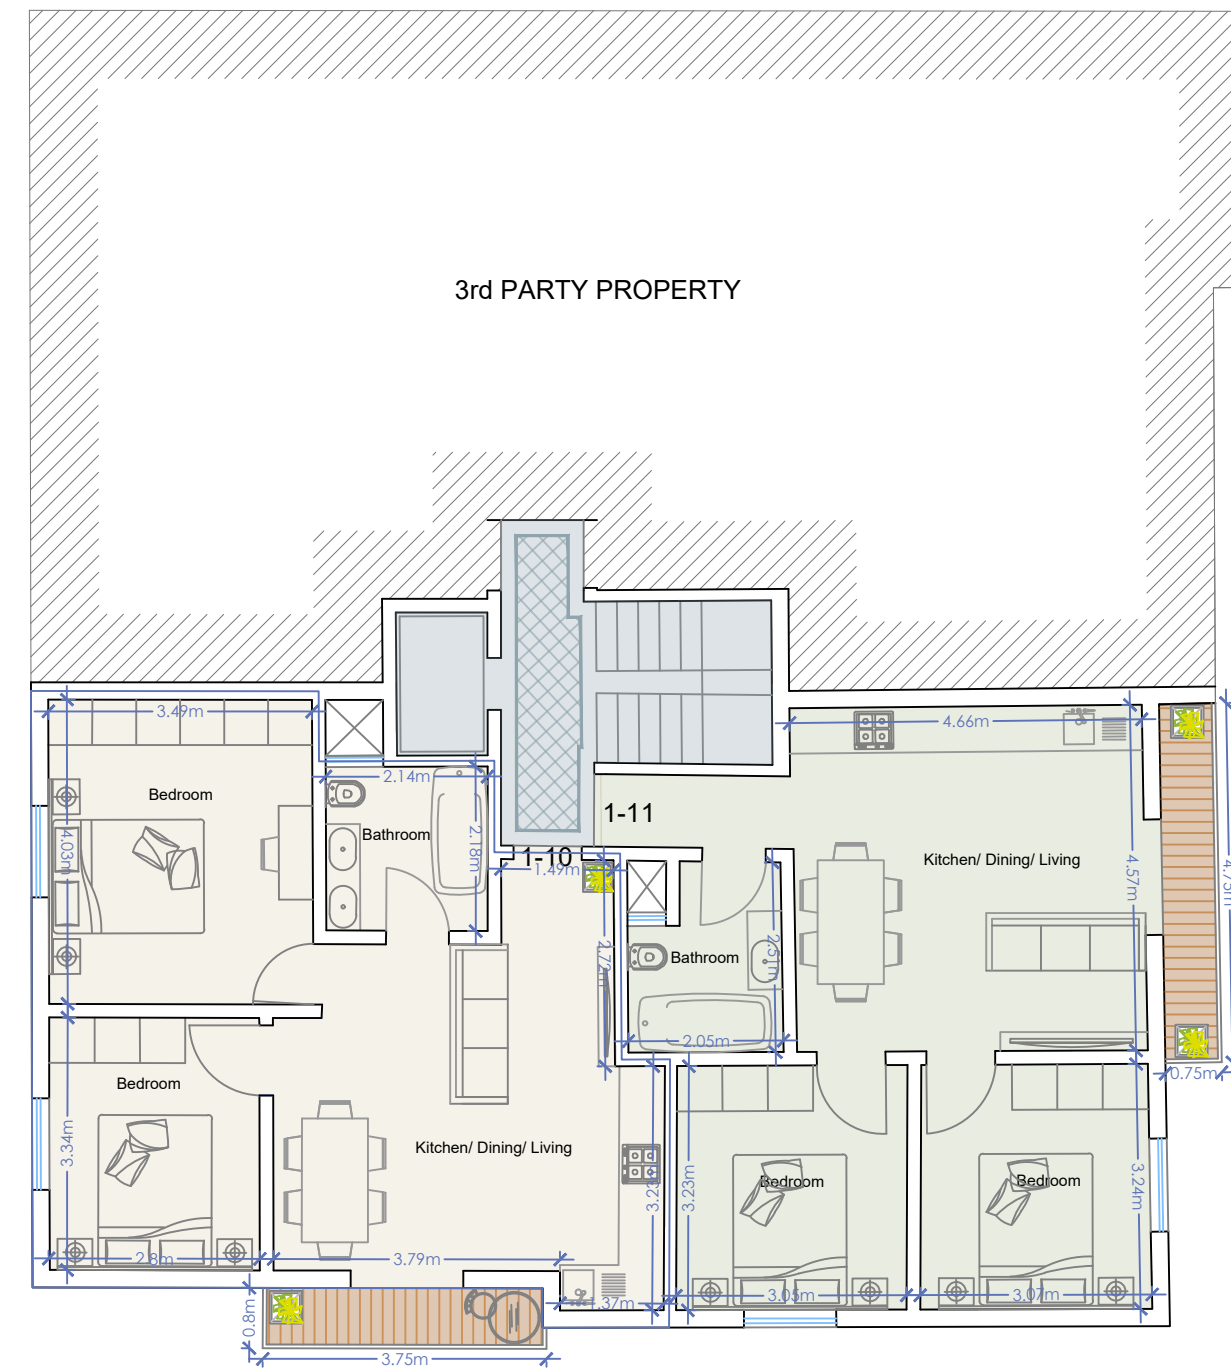 3rd PARTY PROPERTY
3.49m
4.66m
2.14m
Bedroom
1-11
4.03m
Bathroom
2.18m
1-10
1.49m
Kitchen/ Dining/ Living
4.57m
4.75m
2.72m
Bathroom
2.51m
2.05m
0.75m
Bedroom
3.34m
Kitchen/ Dining/ Living
3.23m
3.23m
Bedroom
Bedroom
3.24m
2.8m
3.79m
1.37m
3.05m
3.07m
0.8m
3.75m